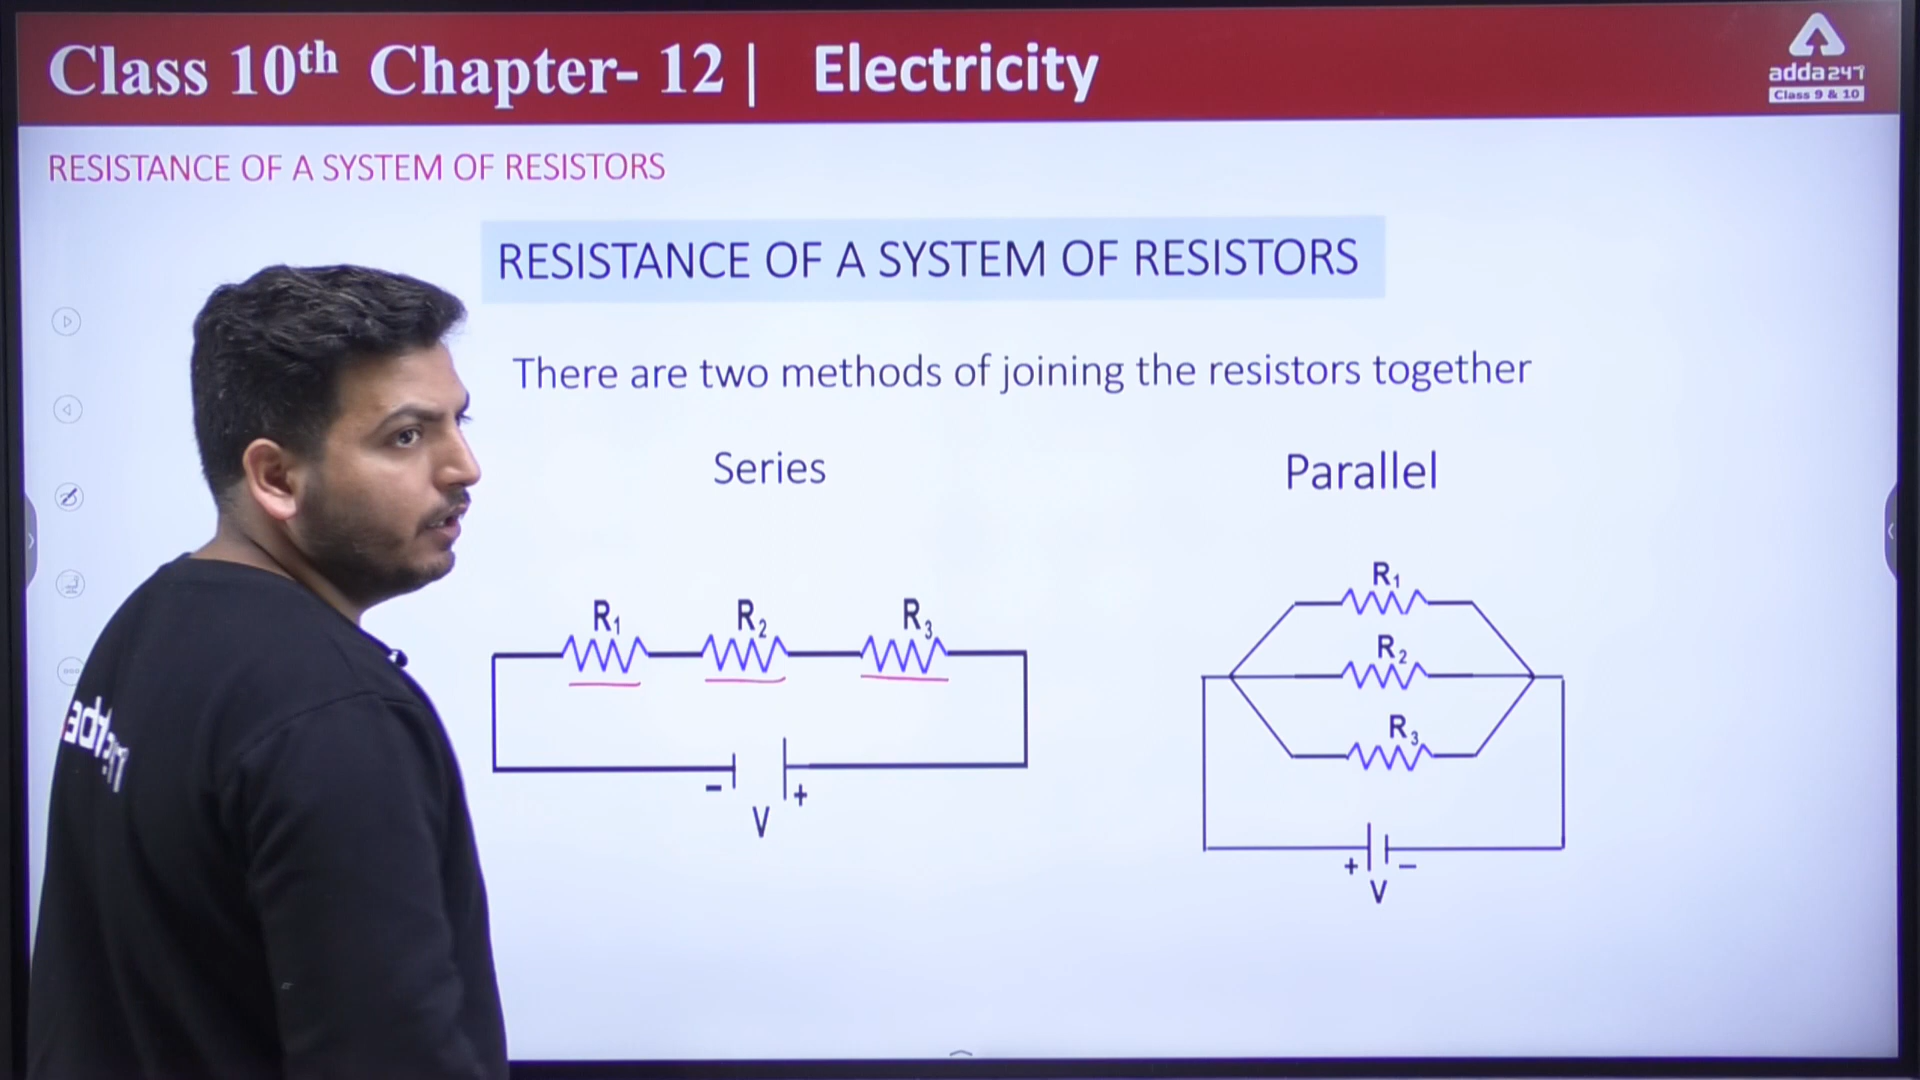 Class 10th Chapter- 12 | Electricity
adda247
Class 9 & 10
RESISTANCE OF A SYSTEM OF RESISTORS
RESISTANCE OF A SYSTEM OF RESISTORS
There are two methods of joining the resistors together
Series
Parallel
R₁ R₂ R₃
- +
V
R₁
R₂
R₃
+ -
V